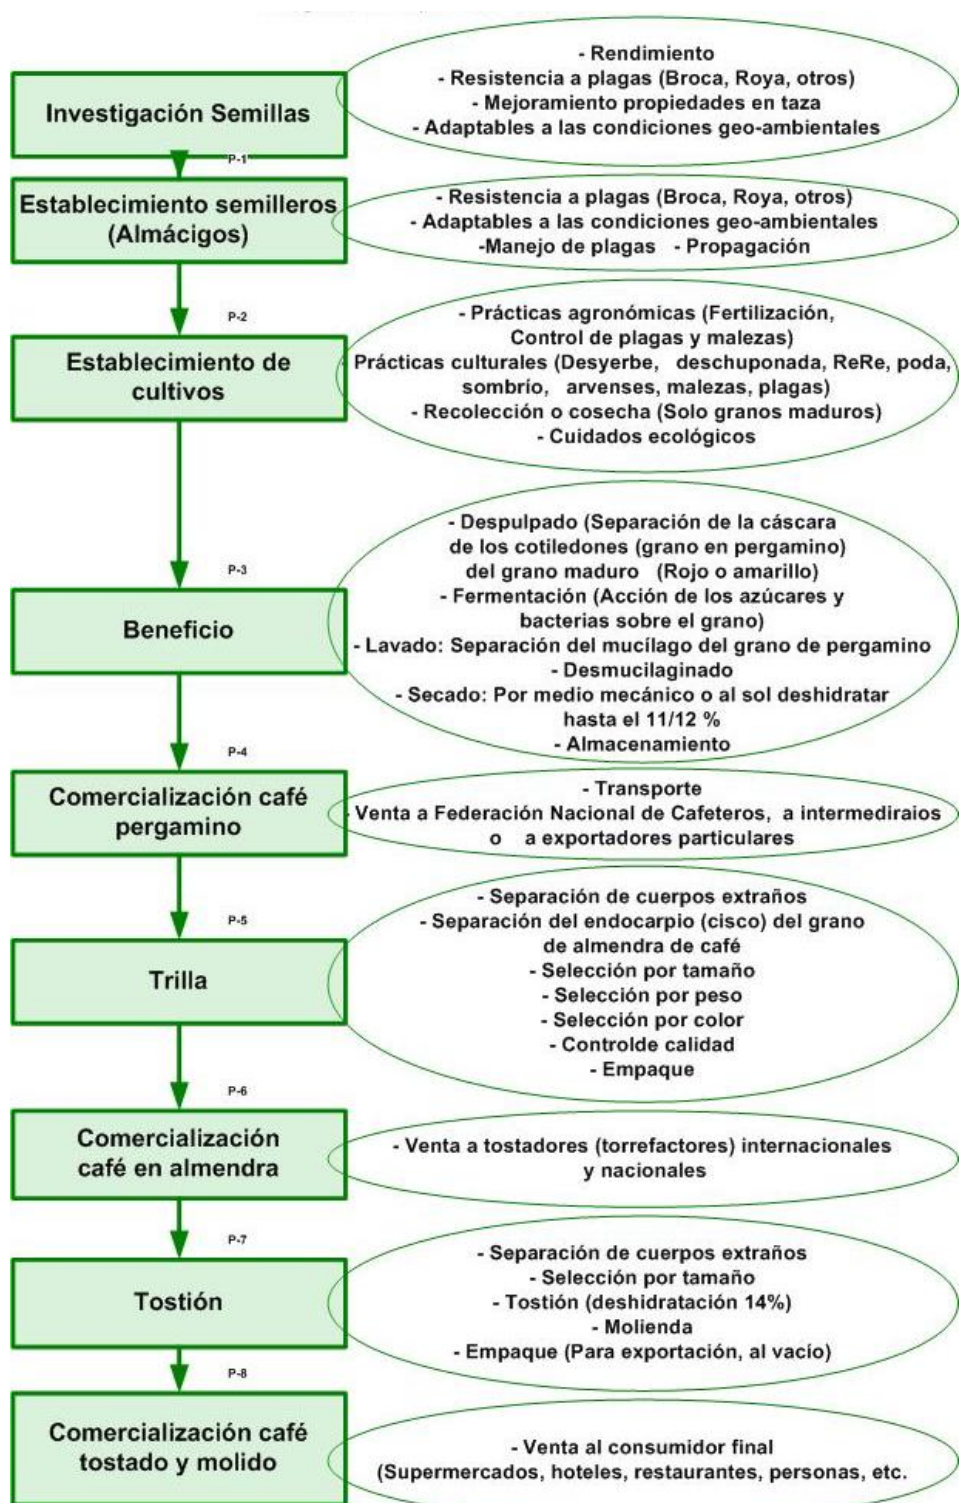 Investigación Semillas
- Rendimiento
- Resistencia a plagas (Broca, Roya, otros)
- Mejoramiento propiedades en taza
- Adaptables a las condiciones geo-ambientales
P-1
Establecimiento semilleros
(Almácigos)
- Resistencia a plagas (Broca, Roya, otros)
- Adaptables a las condiciones geo-ambientales
-Manejo de plagas - Propagación
P-2
Establecimiento de
cultivos
- Prácticas agronómicas (Fertilización,
Control de plagas y malezas)
Prácticas culturales (Desyerbe, deschuponada, ReRe, poda,
sombrío, arvenses, malezas, plagas)
- Recolección o cosecha (Solo granos maduros)
- Cuidados ecológicos
P-3
Beneficio
- Despulpado (Separación de la cáscara
de los cotiledones (grano en pergamino)
del grano maduro (Rojo o amarillo)
- Fermentación (Acción de los azúcares y
bacterias sobre el grano)
- Lavado: Separación del mucílago del grano de pergamino
- Desmucilaginado
- Secado: Por medio mecánico o al sol deshidratar
hasta el 11/12 %
- Almacenamiento
P-4
Comercialización café
pergamino
- Transporte
- Venta a Federación Nacional de Cafeteros, a intermediraios
o a exportadores particulares
P-5
Trilla
- Separación de cuerpos extraños
- Separación del endocarpio (cisco) del grano
de almendra de café
- Selección por tamaño
- Selección por peso
- Selección por color
- Controlde calidad
- Empaque
P-6
Comercialización
café en almendra
- Venta a tostadores (torrefactores) internacionales
y nacionales
P-7
Tostión
- Separación de cuerpos extraños
- Selección por tamaño
- Tostión (deshidratación 14%)
- Molienda
- Empaque (Para exportación, al vacío)
P-8
Comercialización café
tostado y molido
- Venta al consumidor final
(Supermercados, hoteles, restaurantes, personas, etc.